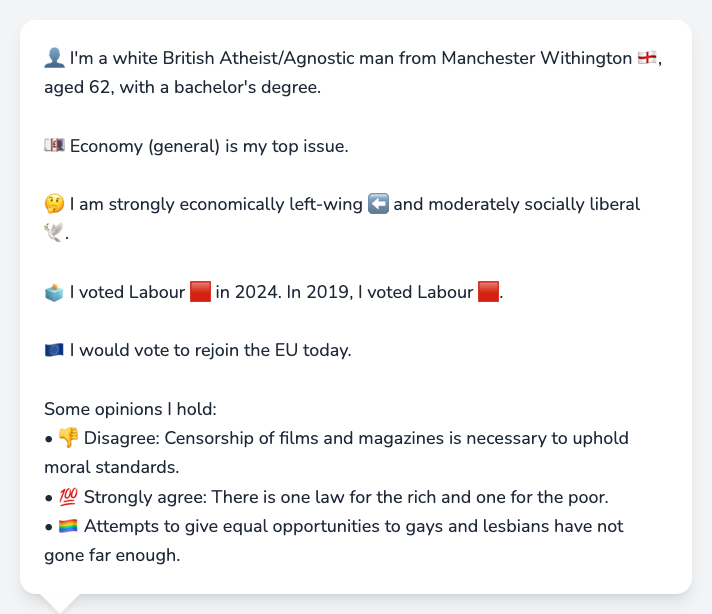 👤 I'm a white British Atheist/Agnostic man from Manchester Withington 🏴󠁧󠁢󠁥󠁮󠁧󠁿,
aged 62, with a bachelor's degree.
💷 Economy (general) is my top issue.
🤔 I am strongly economically left-wing ⬅️ and moderately socially liberal
🕊️.
🗳️ I voted Labour 🟥 in 2024. In 2019, I voted Labour 🟥.
🇪🇺 I would vote to rejoin the EU today.
Some opinions I hold:
• 👎 Disagree: Censorship of films and magazines is necessary to uphold
moral standards.
• 💯 Strongly agree: There is one law for the rich and one for the poor.
• 🏳️‍🌈 Attempts to give equal opportunities to gays and lesbians have not
gone far enough.